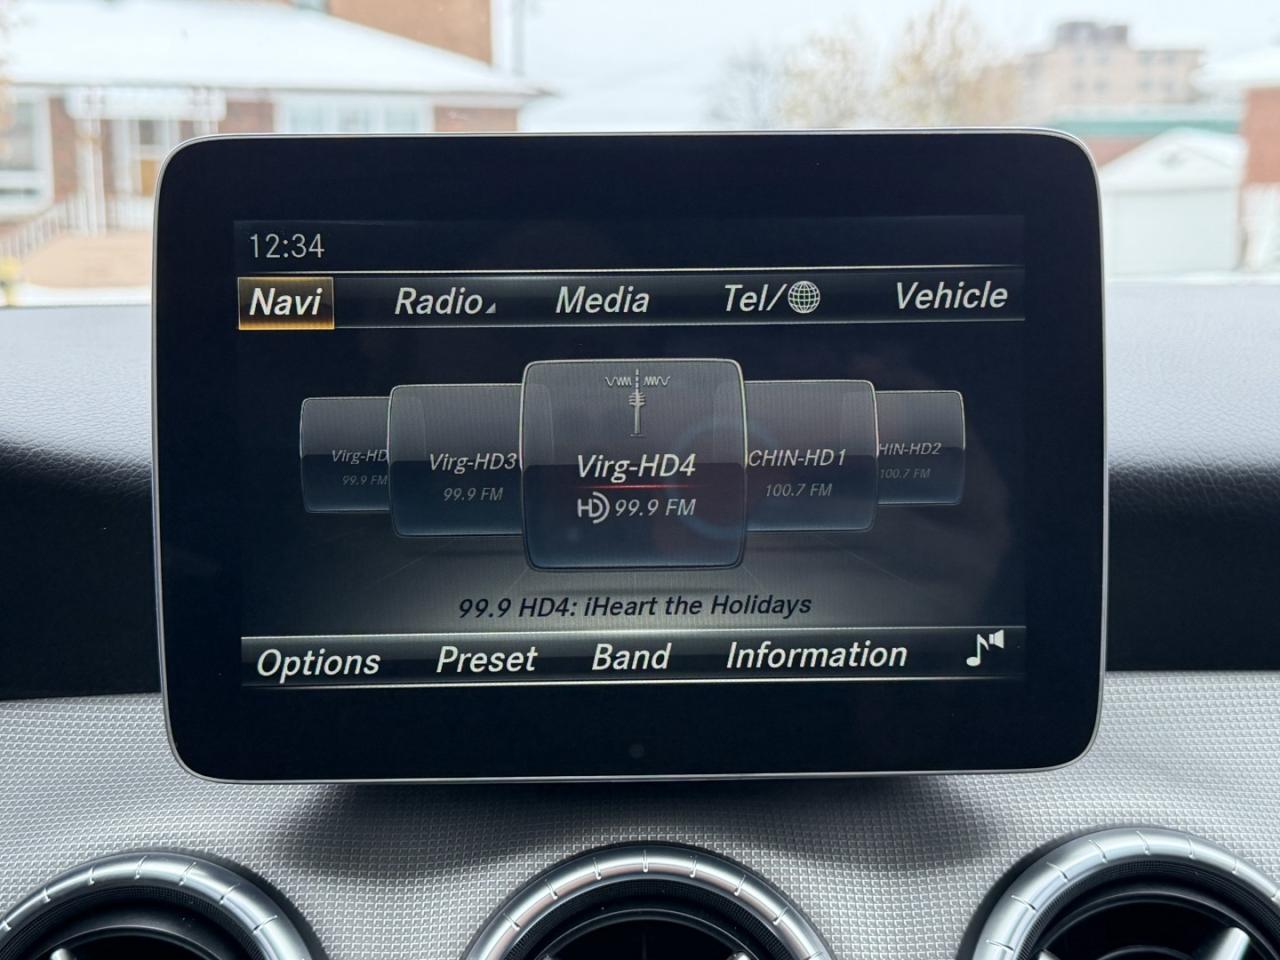 12:34
Navi Radio Media Tel/ Vehicle
Virg-HD Virg-HD3 Virg-HD4 CHIN-HD1 HIN-HD2
99.9 FM 99.9 FM HD 99.9 FM 100.7 FM 100.7 FM
99.9 HD4: iHeart the Holidays
Options Preset Band Information